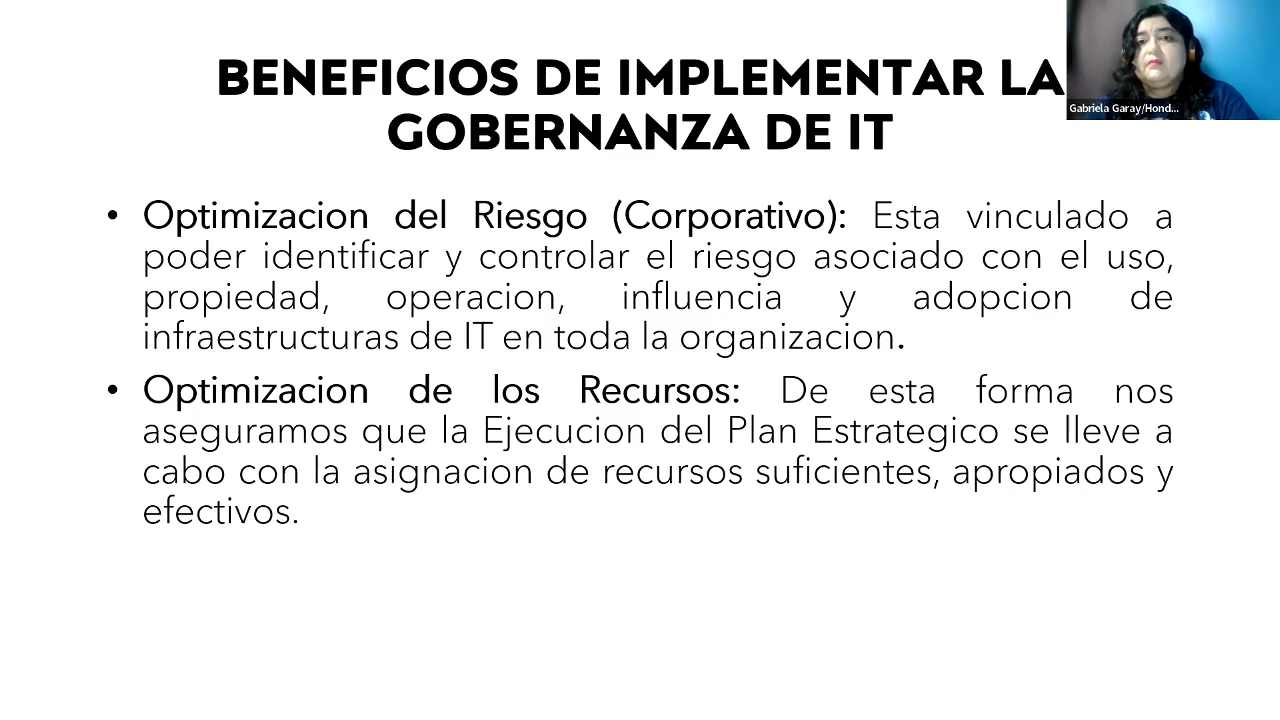 BENEFICIOS DE IMPLEMENTAR LA
GOBERNANZA DE IT
Gabriela Garay/Hond...
• Optimizacion del Riesgo (Corporativo): Esta vinculado a
poder identificar y controlar el riesgo asociado con el uso,
propiedad, operacion, influencia y adopcion de
infraestructuras de IT en toda la organizacion.
• Optimizacion de los Recursos: De esta forma nos
aseguramos que la Ejecucion del Plan Estrategico se lleve a
cabo con la asignacion de recursos suficientes, apropiados y
efectivos.